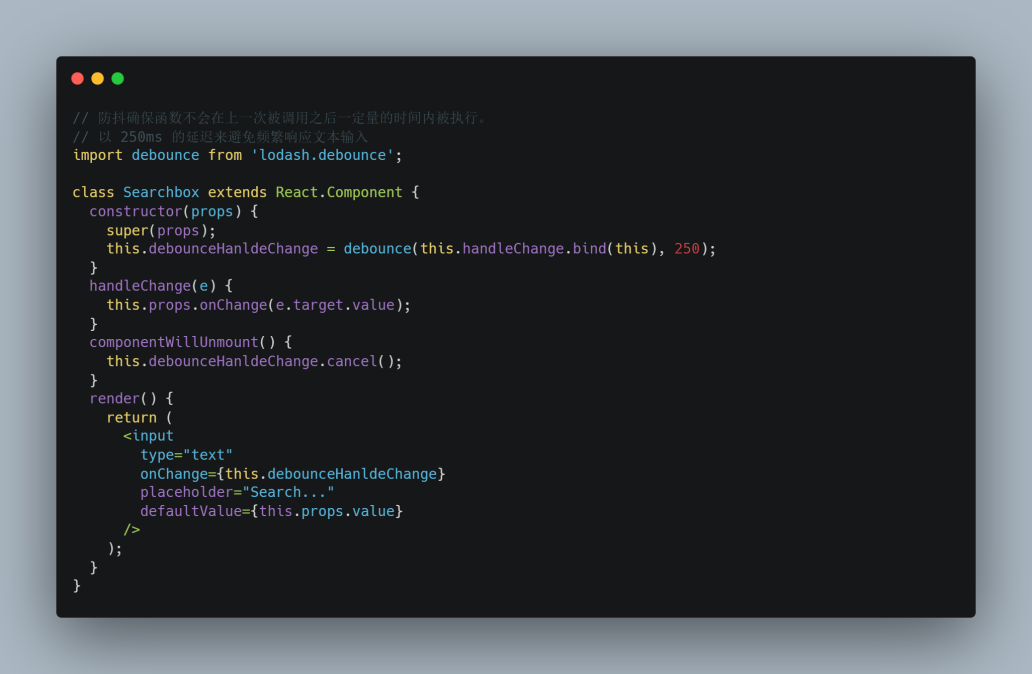 // 防抖确保函数不会在上一次被调用之后一定量的时间内被执行。
// 以 250ms 的延迟来避免频繁响应文本输入
import debounce from 'lodash.debounce';
class Searchbox extends React.Component {
constructor(props) {
super(props);
this.debounceHanldeChange = debounce(this.handleChange.bind(this), 250);
}
handleChange(e) {
this.props.onChange(e.target.value);
}
componentWillUnmount() {
this.debounceHanldeChange.cancel();
}
render() {
return (
<input
type="text"
onChange={this.debounceHanldeChange}
placeholder="Search..."
defaultValue={this.props.value}
/>
);
}
}